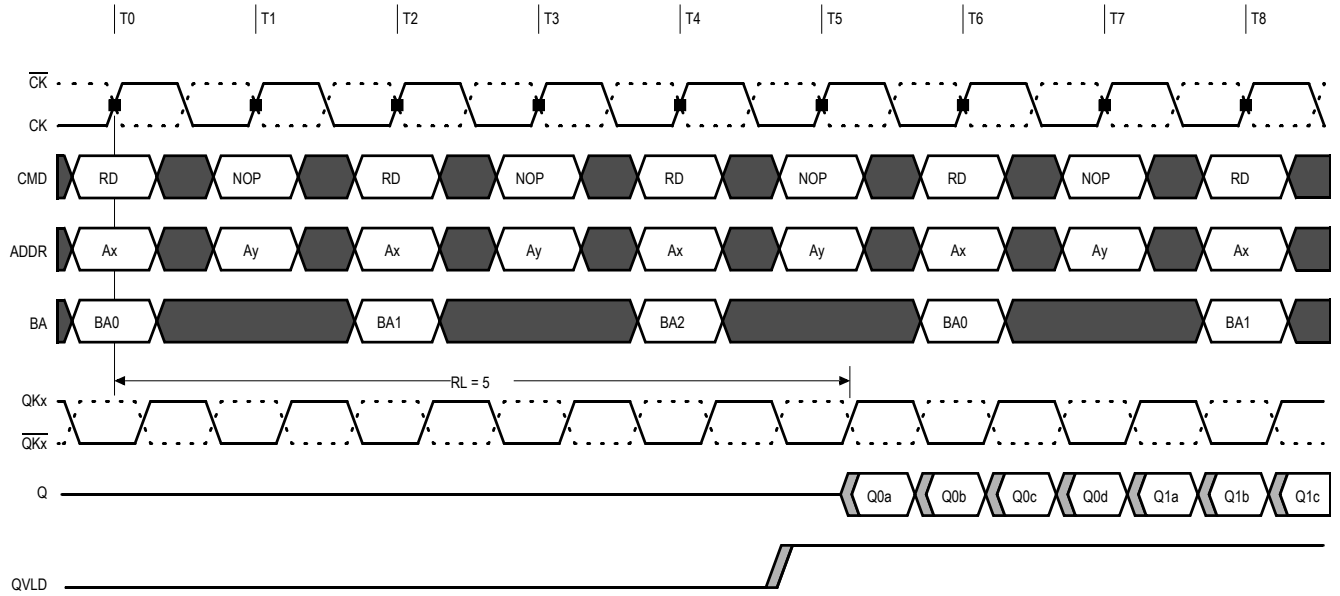 T0 T1 T2 T3 T4 T5 T6 T7 T8
C̅K̅
CK
CMD RD NOP RD NOP RD NOP RD NOP RD
ADDR Ax Ay Ax Ay Ax Ay Ax Ay Ax
BA BA0 BA1 BA2 BA0 BA1
RL = 5
QKx
Q̅K̅x̅
Q Q0a Q0b Q0c Q0d Q1a Q1b Q1c
QVLD